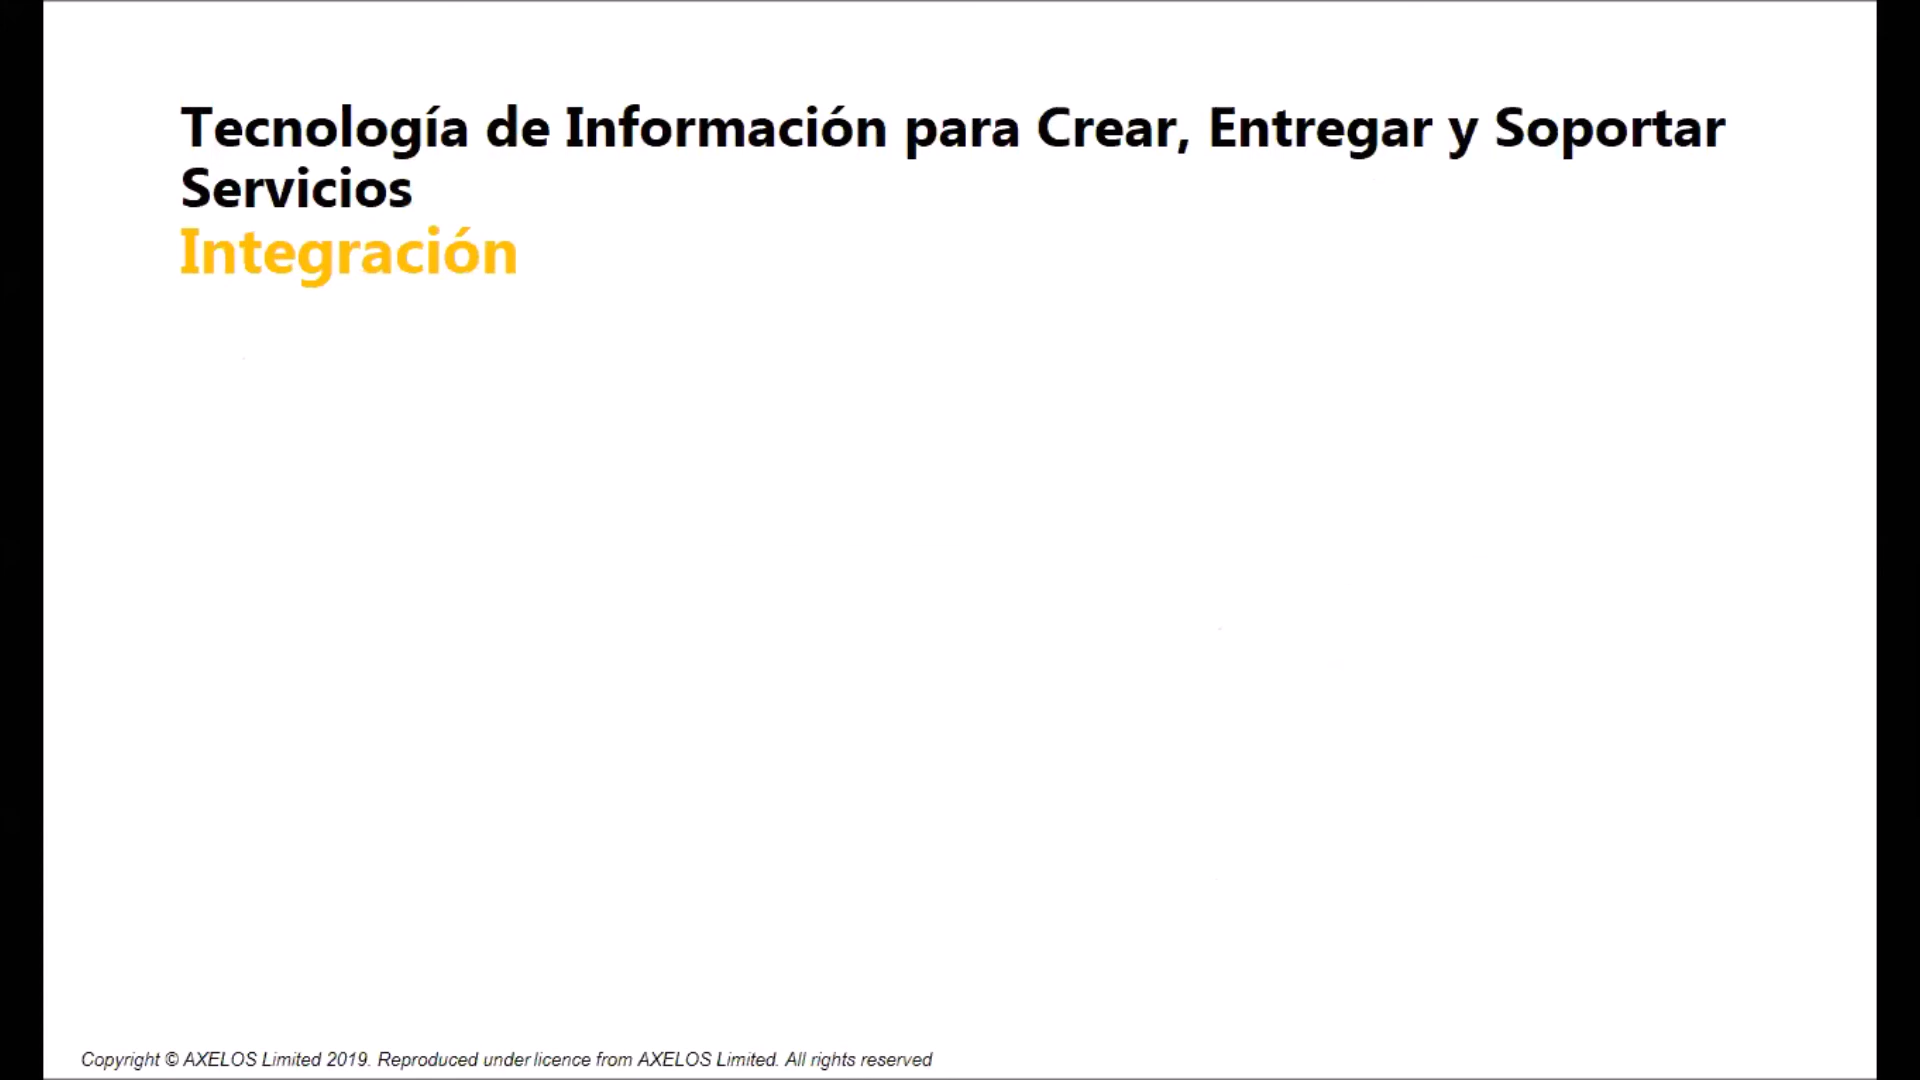 Tecnología de Información para Crear, Entregar y Soportar
Servicios
Integración
Copyright © AXELOS Limited 2019. Reproduced under licence from AXELOS Limited. All rights reserved